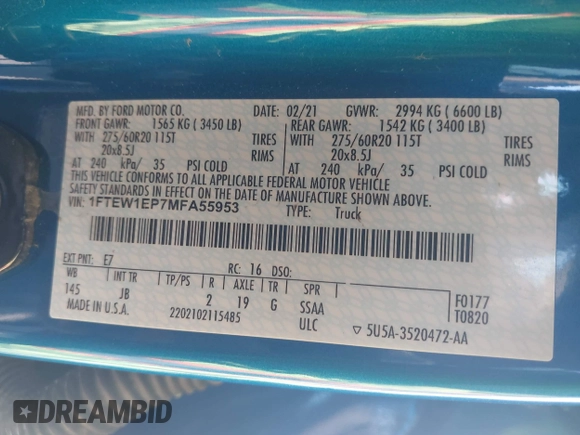 MFD. BY FORD MOTOR CO. DATE: 02/21 GVWR: 2994 KG ( 6600 LB)
FRONT GAWR: 1565 KG ( 3450 LB) REAR GAWR: 1542 KG ( 3400 LB)
WITH 275/60R20 115T TIRES WITH 275/60R20 115T TIRES
20x8.5J RIMS 20x8.5J RIMS
AT 240 kPa/ 35 PSI COLD AT 240 kPa/ 35 PSI COLD
THIS VEHICLE CONFORMS TO ALL APPLICABLE FEDERAL MOTOR VEHICLE
SAFETY STANDARDS IN EFFECT ON THE DATE OF MANUFACTURE SHOWN ABOVE.
VIN: 1FTEW1EP7MFA55953 TYPE: Truck
EXT PNT: E7 RC: 16 DSO: F0177
WB INT TR TP/PS R AXLE TR SPR T0820
145 JB 2 19 G SSAA
MADE IN U.S.A. 2202102115485 ULC ▽ 5U5A-3520472-AA
DREAMBID